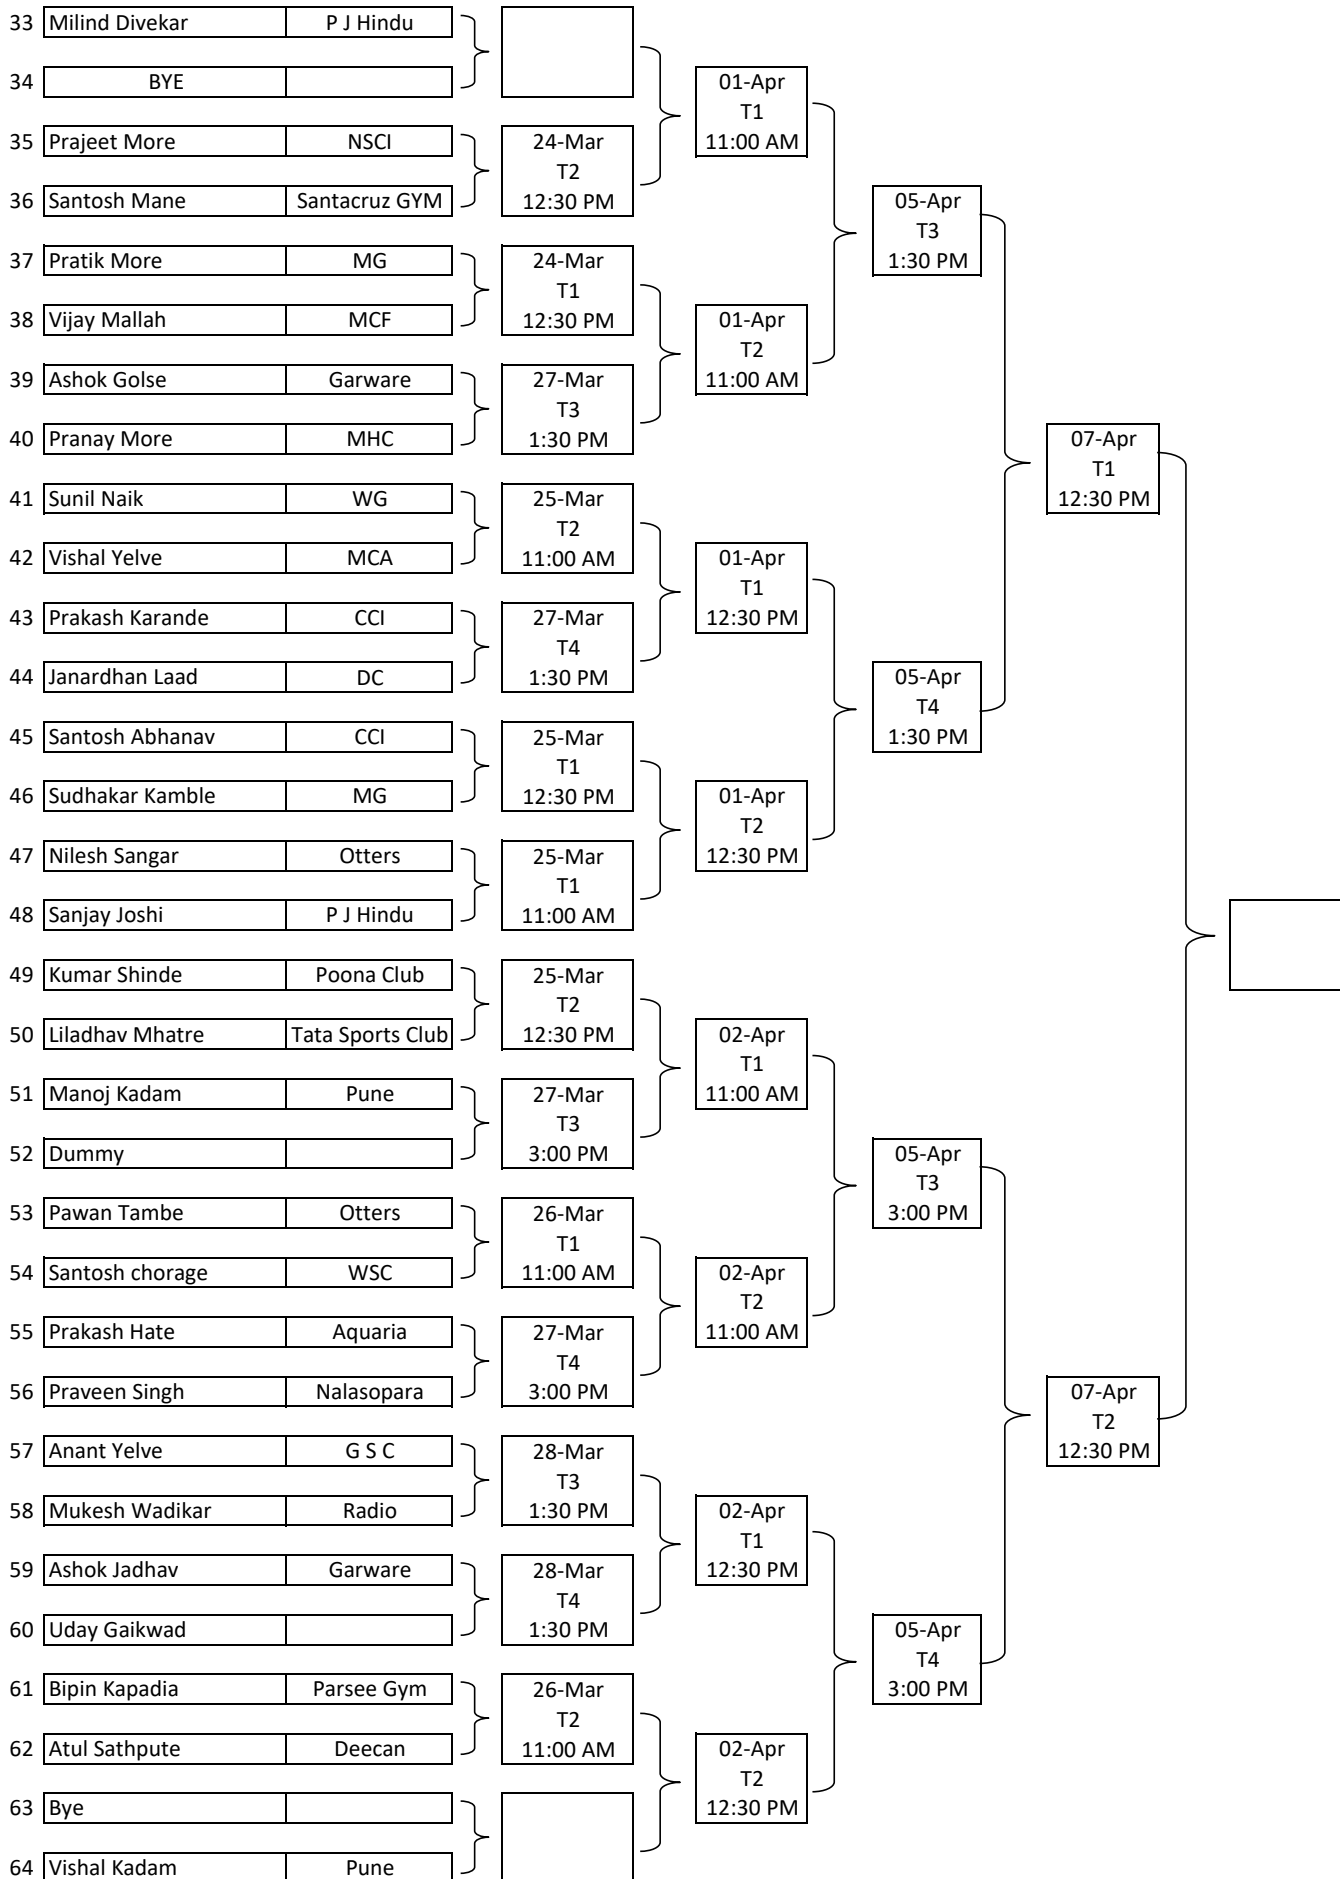 33 Milind Divekar P J Hindu
34 BYE 01-Apr
T1
35 Prajeet More NSCI 24-Mar 11:00 AM
T2
36 Santosh Mane Santacruz GYM 12:30 PM 05-Apr
T3
37 Pratik More MG 24-Mar 1:30 PM
T1
38 Vijay Mallah MCF 12:30 PM 01-Apr
T2
39 Ashok Golse Garware 27-Mar 11:00 AM
T3
40 Pranay More MHC 1:30 PM 07-Apr
T1
41 Sunil Naik WG 25-Mar 12:30 PM
T2
42 Vishal Yelve MCA 11:00 AM 01-Apr
T1
43 Prakash Karande CCI 27-Mar 12:30 PM
T4
44 Janardhan Laad DC 1:30 PM 05-Apr
T4
45 Santosh Abhanav CCI 25-Mar 1:30 PM
T1
46 Sudhakar Kamble MG 12:30 PM 01-Apr
T2
47 Nilesh Sangar Otters 25-Mar 12:30 PM
T1
48 Sanjay Joshi P J Hindu 11:00 AM
49 Kumar Shinde Poona Club 25-Mar
T2
50 Liladhav Mhatre Tata Sports Club 12:30 PM 02-Apr
T1
51 Manoj Kadam Pune 27-Mar 11:00 AM
T3
52 Dummy 3:00 PM 05-Apr
T3
53 Pawan Tambe Otters 26-Mar 3:00 PM
T1
54 Santosh chorage WSC 11:00 AM 02-Apr
T2
55 Prakash Hate Aquaria 27-Mar 11:00 AM
T4
56 Praveen Singh Nalasopara 3:00 PM 07-Apr
T2
57 Anant Yelve G S C 28-Mar 12:30 PM
T3
58 Mukesh Wadikar Radio 1:30 PM 02-Apr
T1
59 Ashok Jadhav Garware 28-Mar 12:30 PM
T4
60 Uday Gaikwad 1:30 PM 05-Apr
T4
61 Bipin Kapadia Parsee Gym 26-Mar 3:00 PM
T2
62 Atul Sathpute Deecan 11:00 AM 02-Apr
T2
63 Bye 12:30 PM
64 Vishal Kadam Pune